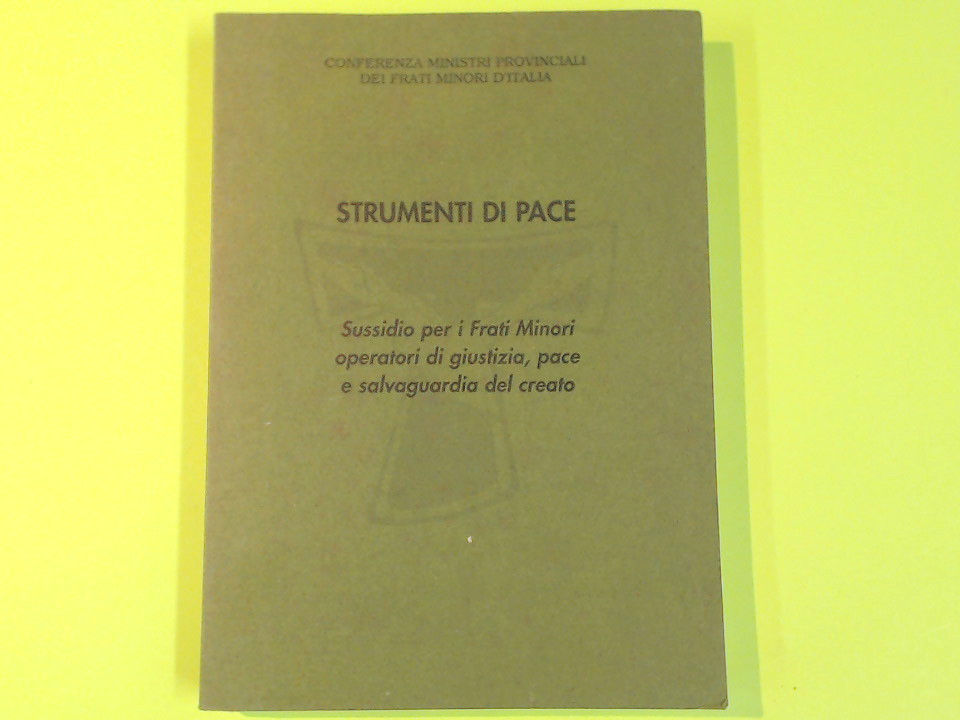 CONFERENZA MINISTRI PROVINCIALI
DEI FRATI MINORI D'ITALIA
STRUMENTI DI PACE
Sussidio per i Frati Minori
operatori di giustizia, pace
e salvaguardia del creato